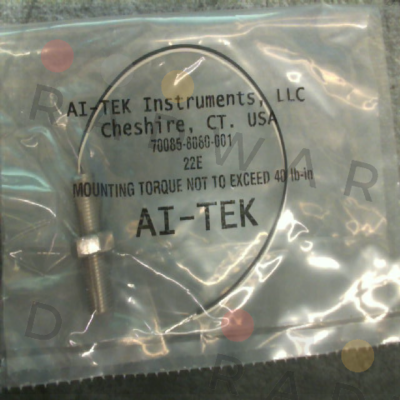 AI-TEK Instruments, LLC
Cheshire, CT. USA
70085-8080-001
22E
MOUNTING TORQUE NOT TO EXCEED 40 lb-in
AI-TEK